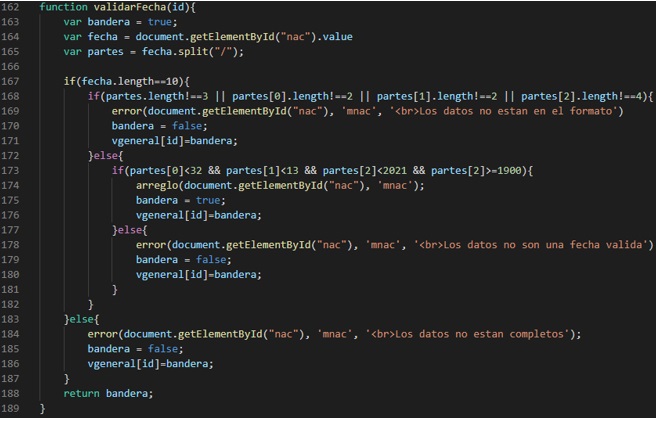 162 function validarFecha(id){
163     var bandera = true;
164     var fecha = document.getElementById("nac").value
165     var partes = fecha.split("/");
166
167     if(fecha.length==10){
168         if(partes.length!==3 || partes[0].length!==2 || partes[1].length!==2 || partes[2].length!==4){
169             error(document.getElementById("nac"), 'mnac', '<br>Los datos no estan en el formato')
170             bandera = false;
171             vgeneral[id]=bandera;
172         }else{
173             if(partes[0]<32 && partes[1]<13 && partes[2]<2021 && partes[2]>=1900){
174                 arreglo(document.getElementById("nac"), 'mnac');
175                 bandera = true;
176                 vgeneral[id]=bandera;
177             }else{
178                 error(document.getElementById("nac"), 'mnac', '<br>Los datos no son una fecha valida')
179                 bandera = false;
180                 vgeneral[id]=bandera;
181             }
182         }
183     }else{
184         error(document.getElementById("nac"), 'mnac', '<br>Los datos no estan completos');
185         bandera = false;
186         vgeneral[id]=bandera;
187     }
188     return bandera;
189 }